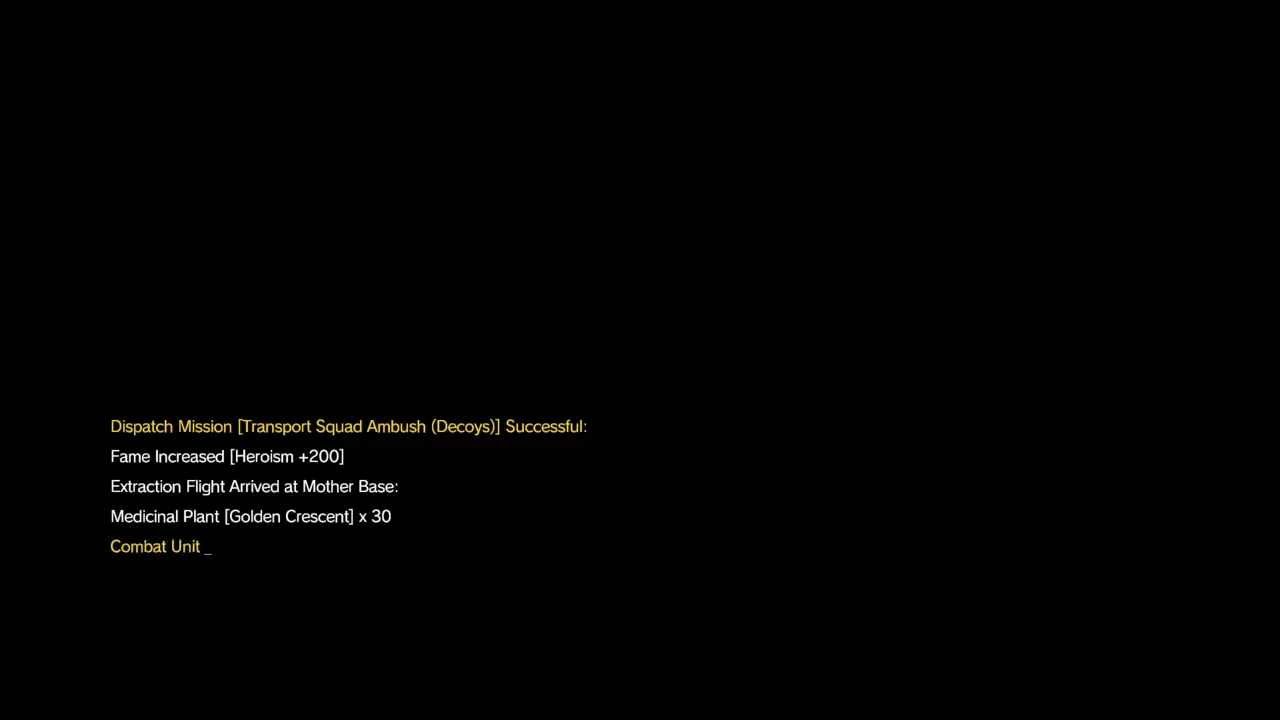 Dispatch Mission [Transport Squad Ambush (Decoys)] Successful:
Fame Increased [Heroism +200]
Extraction Flight Arrived at Mother Base:
Medicinal Plant [Golden Crescent] x 30
Combat Unit _